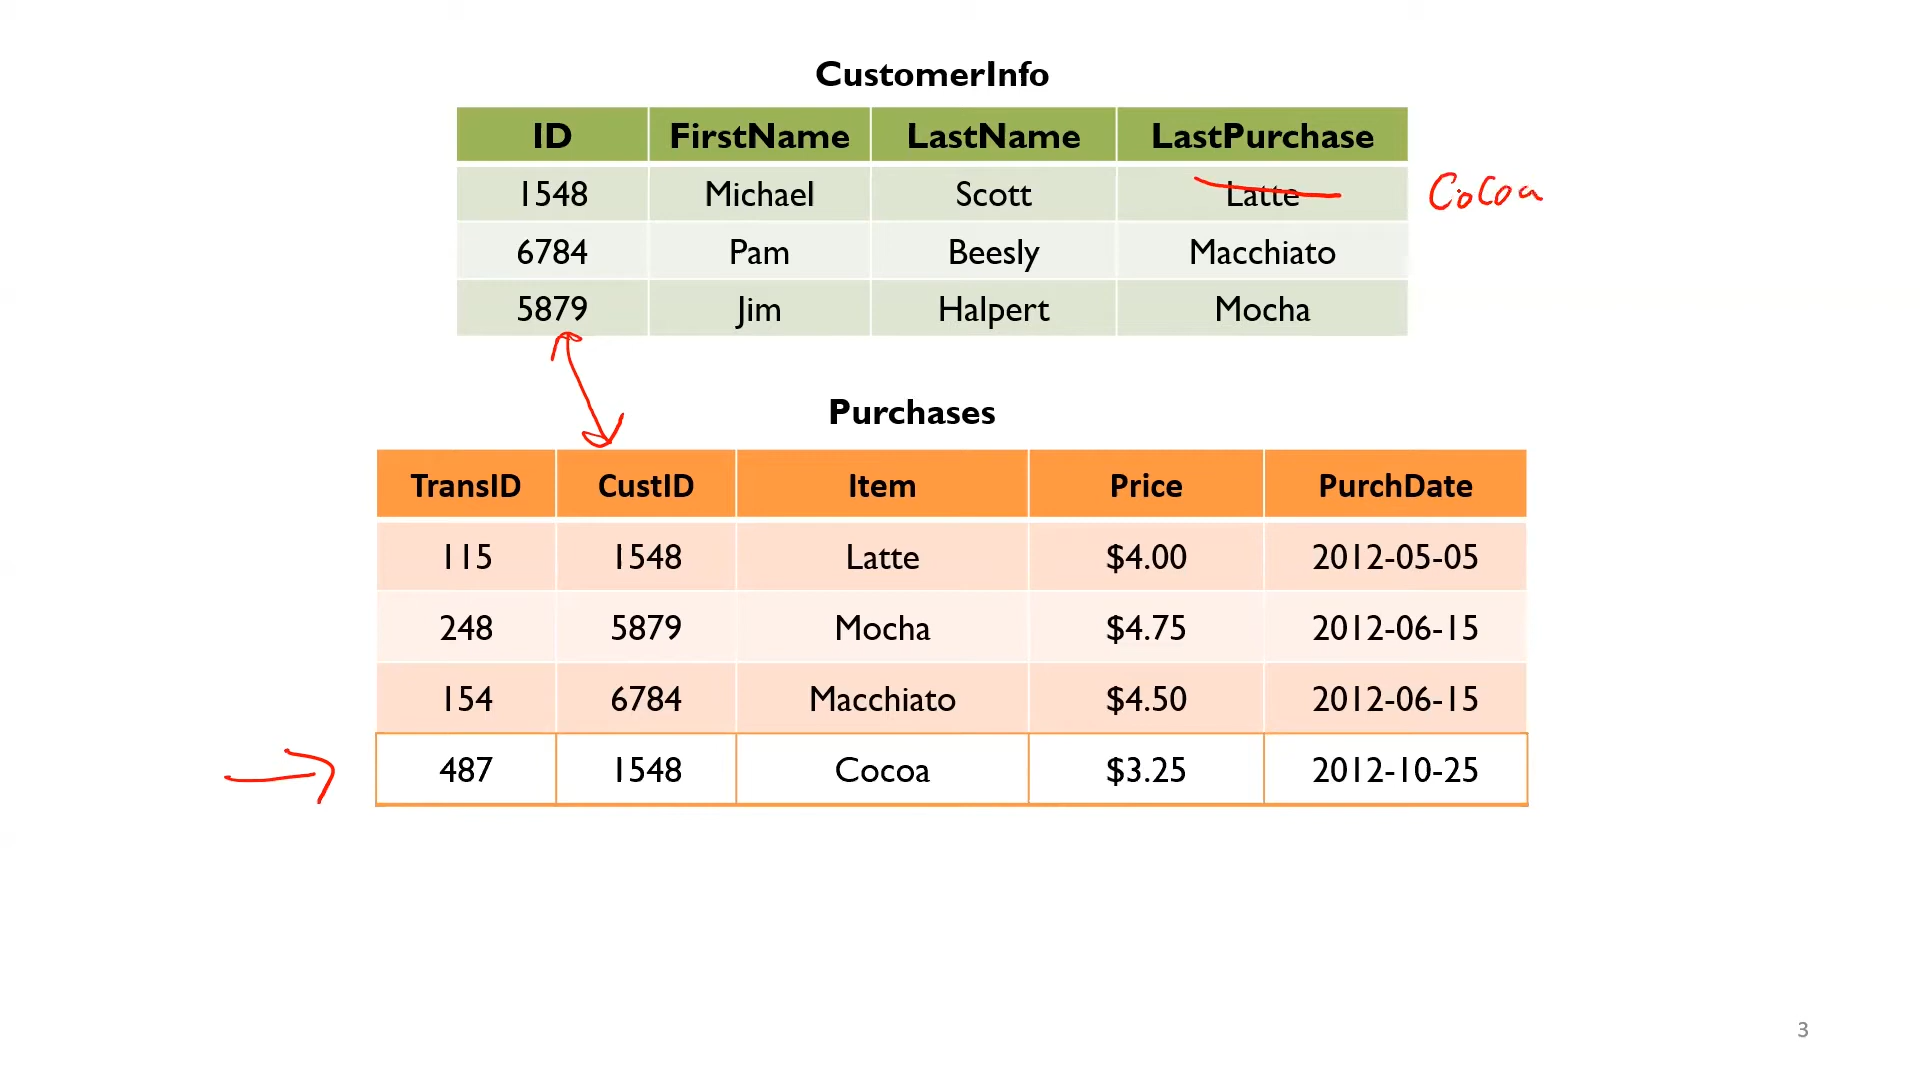 CustomerInfo
ID FirstName LastName LastPurchase
1548 Michael Scott Latte Cocoa
6784 Pam Beesly Macchiato
5879 Jim Halpert Mocha
Purchases
TransID CustID Item Price PurchDate
115 1548 Latte $4.00 2012-05-05
248 5879 Mocha $4.75 2012-06-15
154 6784 Macchiato $4.50 2012-06-15
487 1548 Cocoa $3.25 2012-10-25
3